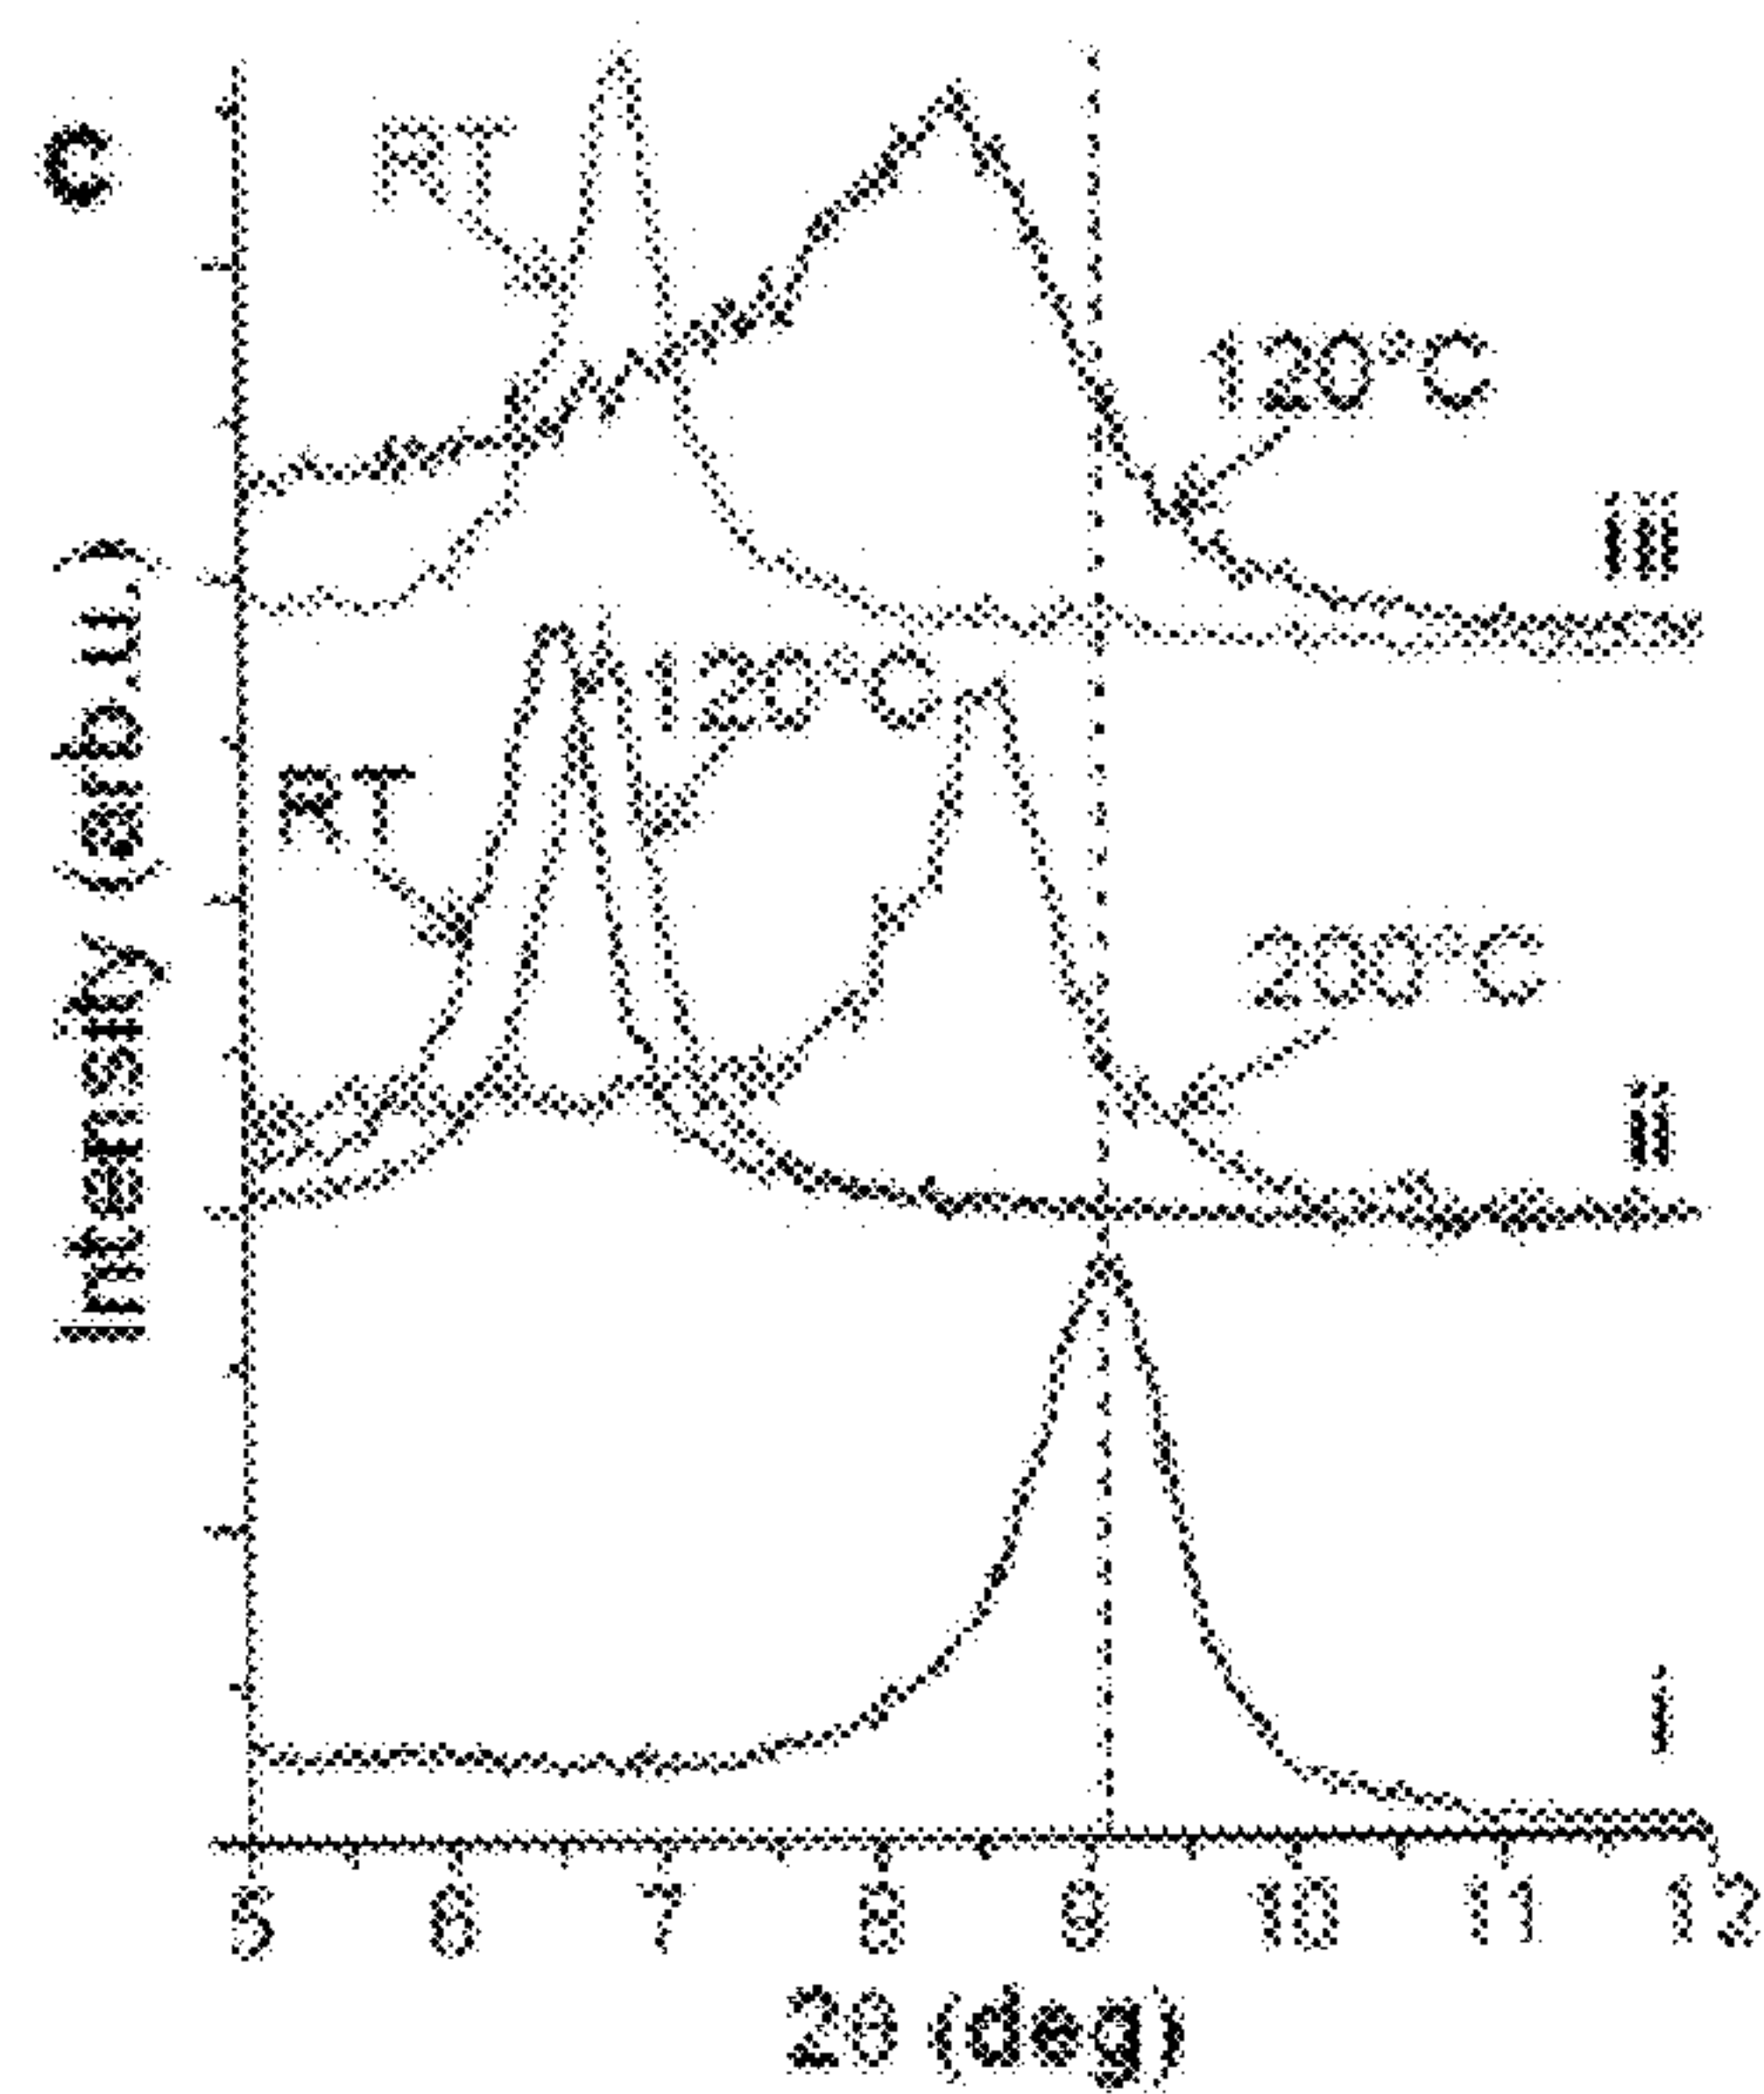 c
RT
120°C
iii
Intensity (arb.u.)
120°C
RT
200°C
ii
i
5 6 7 8 9 10 11 12
2θ (deg)